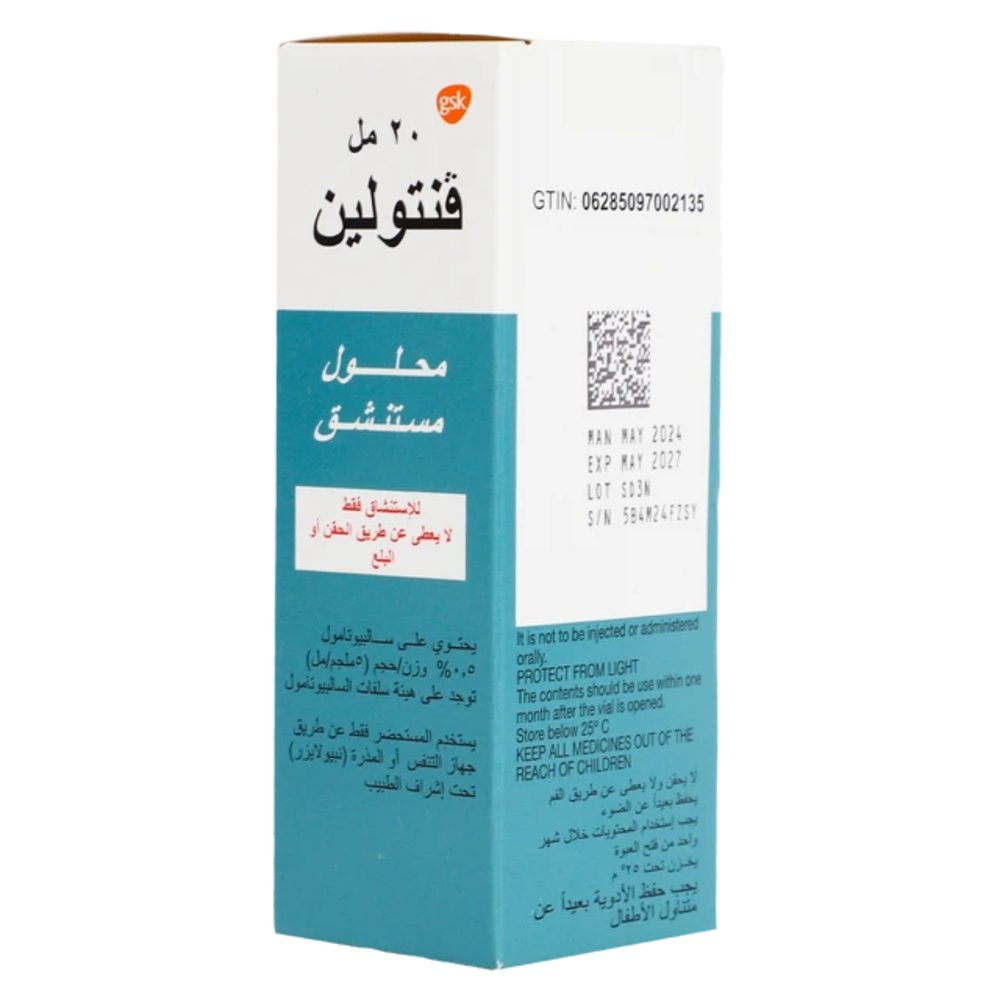 gsk
٢٠ مل
ڤنتولين
محلول
مستنشق
للإستنشاق فقط
لا يعطى عن طريق الحقن أو
البلع
يحتوي على سالبيوتامول
٠,٥% وزن/حجم (٥ملجم/مل)
توجد على هيئة سلفات السالبيوتامول
يستخدم المستحضر فقط عن طريق
جهاز التنفس أو المذرة (نبيولايزر)
تحت إشراف الطبيب
GTIN: 06285097002135
MAN MAY 2024
EXP MAY 2027
LOT SD3N
S/N 5B4M24FZSY
It is not to be injected or administered
orally.
PROTECT FROM LIGHT
The contents should be use within one
month after the vial is opened.
Store below 25° C
KEEP ALL MEDICINES OUT OF THE
REACH OF CHILDREN
لا يحقن ولا يعطى عن طريق الفم
يحفظ بعيداً عن الضوء
يجب إستخدام المحتويات خلال شهر
واحد من فتح العبوة
يخزن تحت ٢٥° م
يجب حفظ الأدوية بعيداً عن
متناول الأطفال